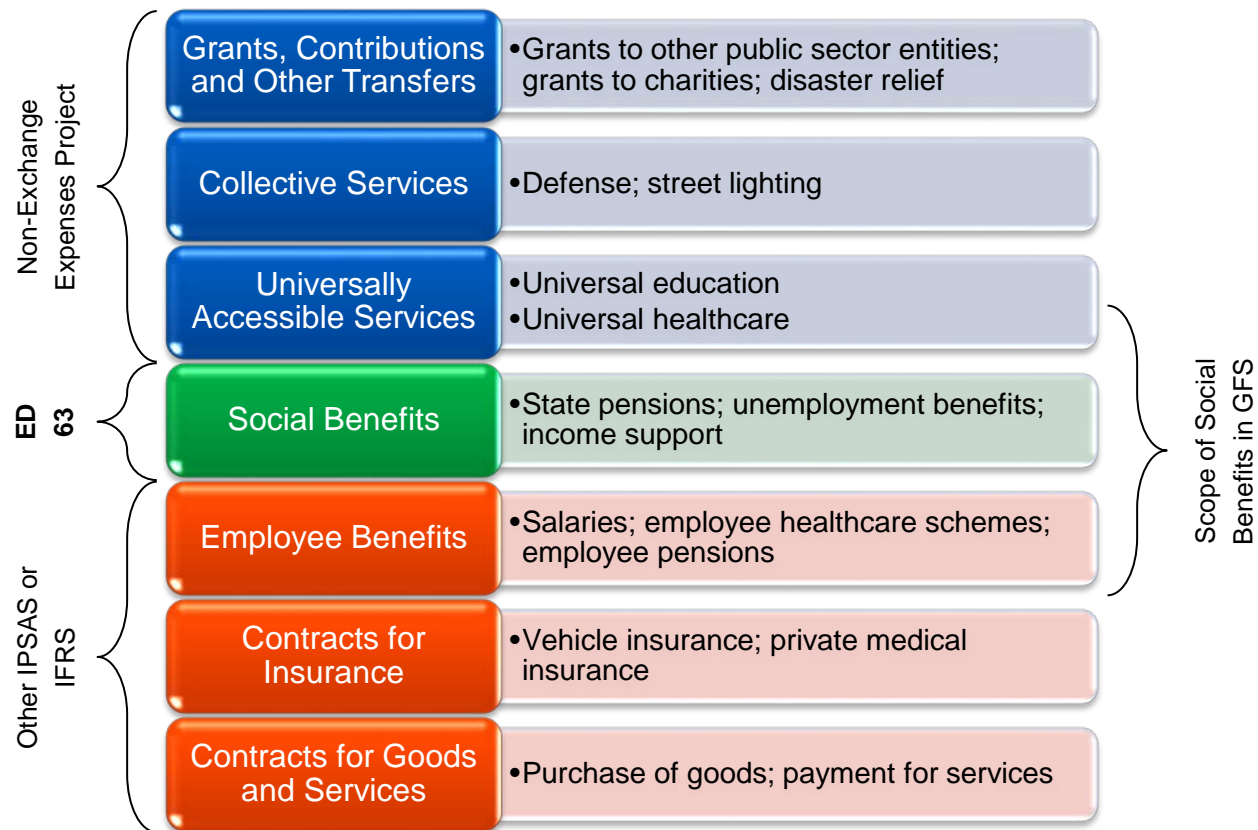 Non-Exchange
Expenses Project
Grants, Contributions
and Other Transfers
•Grants to other public sector entities;
grants to charities; disaster relief
Collective Services
•Defense; street lighting
Universally
Accessible Services
•Universal education
•Universal healthcare
ED
63
Social Benefits
•State pensions; unemployment benefits;
income support
Scope of Social
Benefits in GFS
Other IPSAS or
IFRS
Employee Benefits
•Salaries; employee healthcare schemes;
employee pensions
Contracts for
Insurance
•Vehicle insurance; private medical
insurance
Contracts for Goods
and Services
•Purchase of goods; payment for services